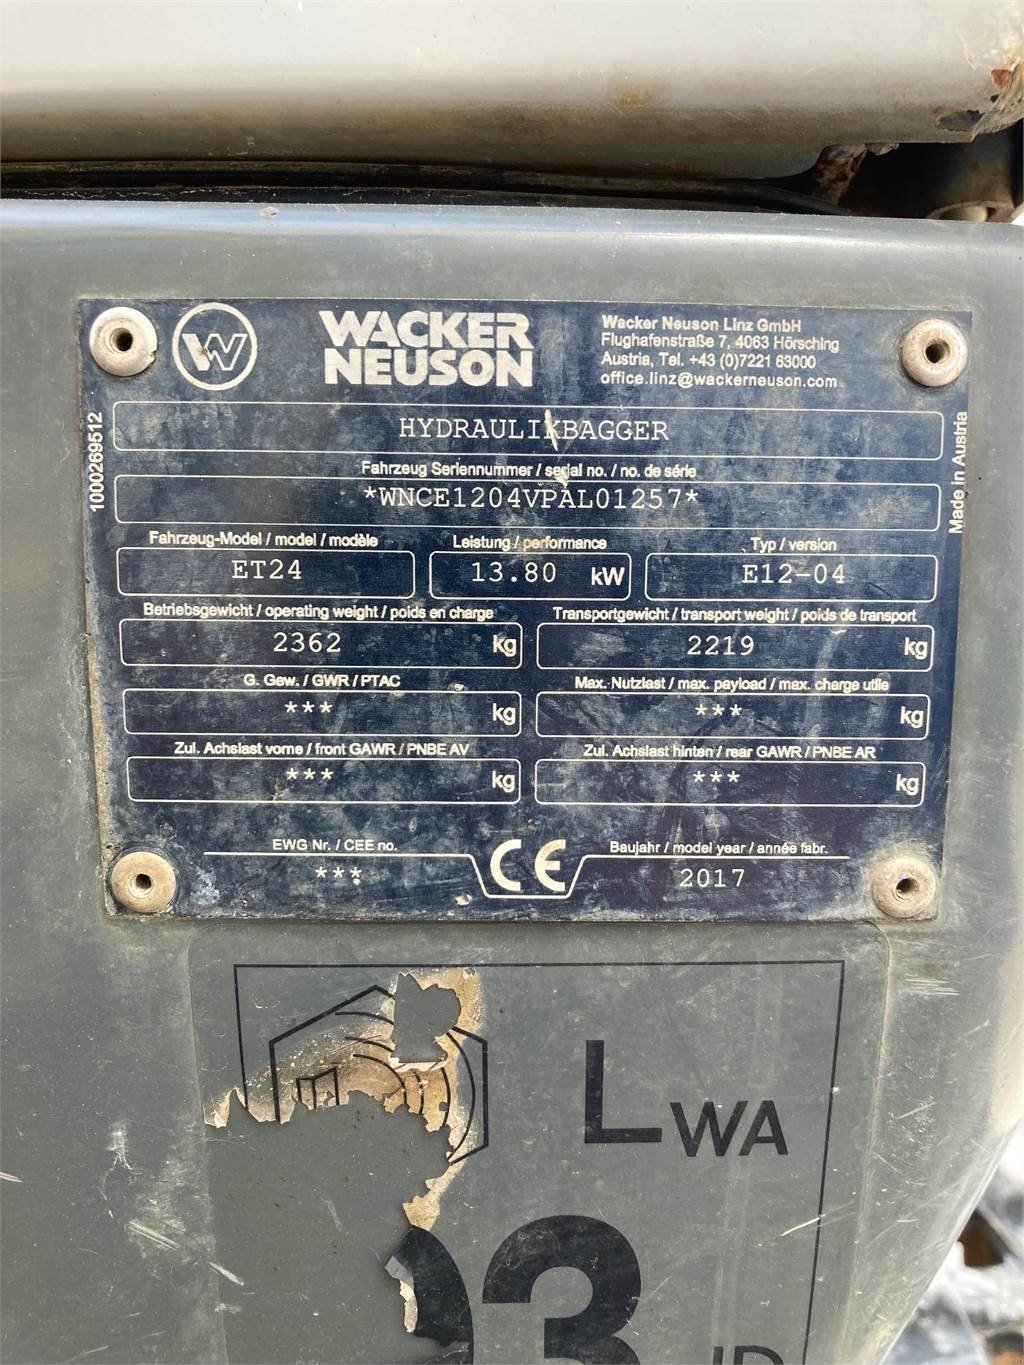 W
WACKER
NEUSON
Wacker Neuson Linz GmbH
Flughafenstraße 7, 4063 Hörsching
Austria, Tel. +43 (0)7221 63000
office.linz@wackerneuson.com
1000269512
Made in Austria
HYDRAULIKBAGGER
Fahrzeug Seriennummer / serial no. / no. de série
*WNCE1204VPAL01257*
Fahrzeug-Model / model / modèle
ET24
Leistung / performance
13.80 kW
Typ / version
E12-04
Betriebsgewicht / operating weight / poids en charge
2362 kg
Transportgewicht / transport weight / poids de transport
2219 kg
G. Gew. / GWR / PTAC
*** kg
Max. Nutzlast / max. payload / max. charge utile
*** kg
Zul. Achslast vorne / front GAWR / PNBE AV
*** kg
Zul. Achslast hinten / rear GAWR / PNBE AR
*** kg
EWG Nr. / CEE no.
***
CE
Baujahr / model year / année fabr.
2017
LWA